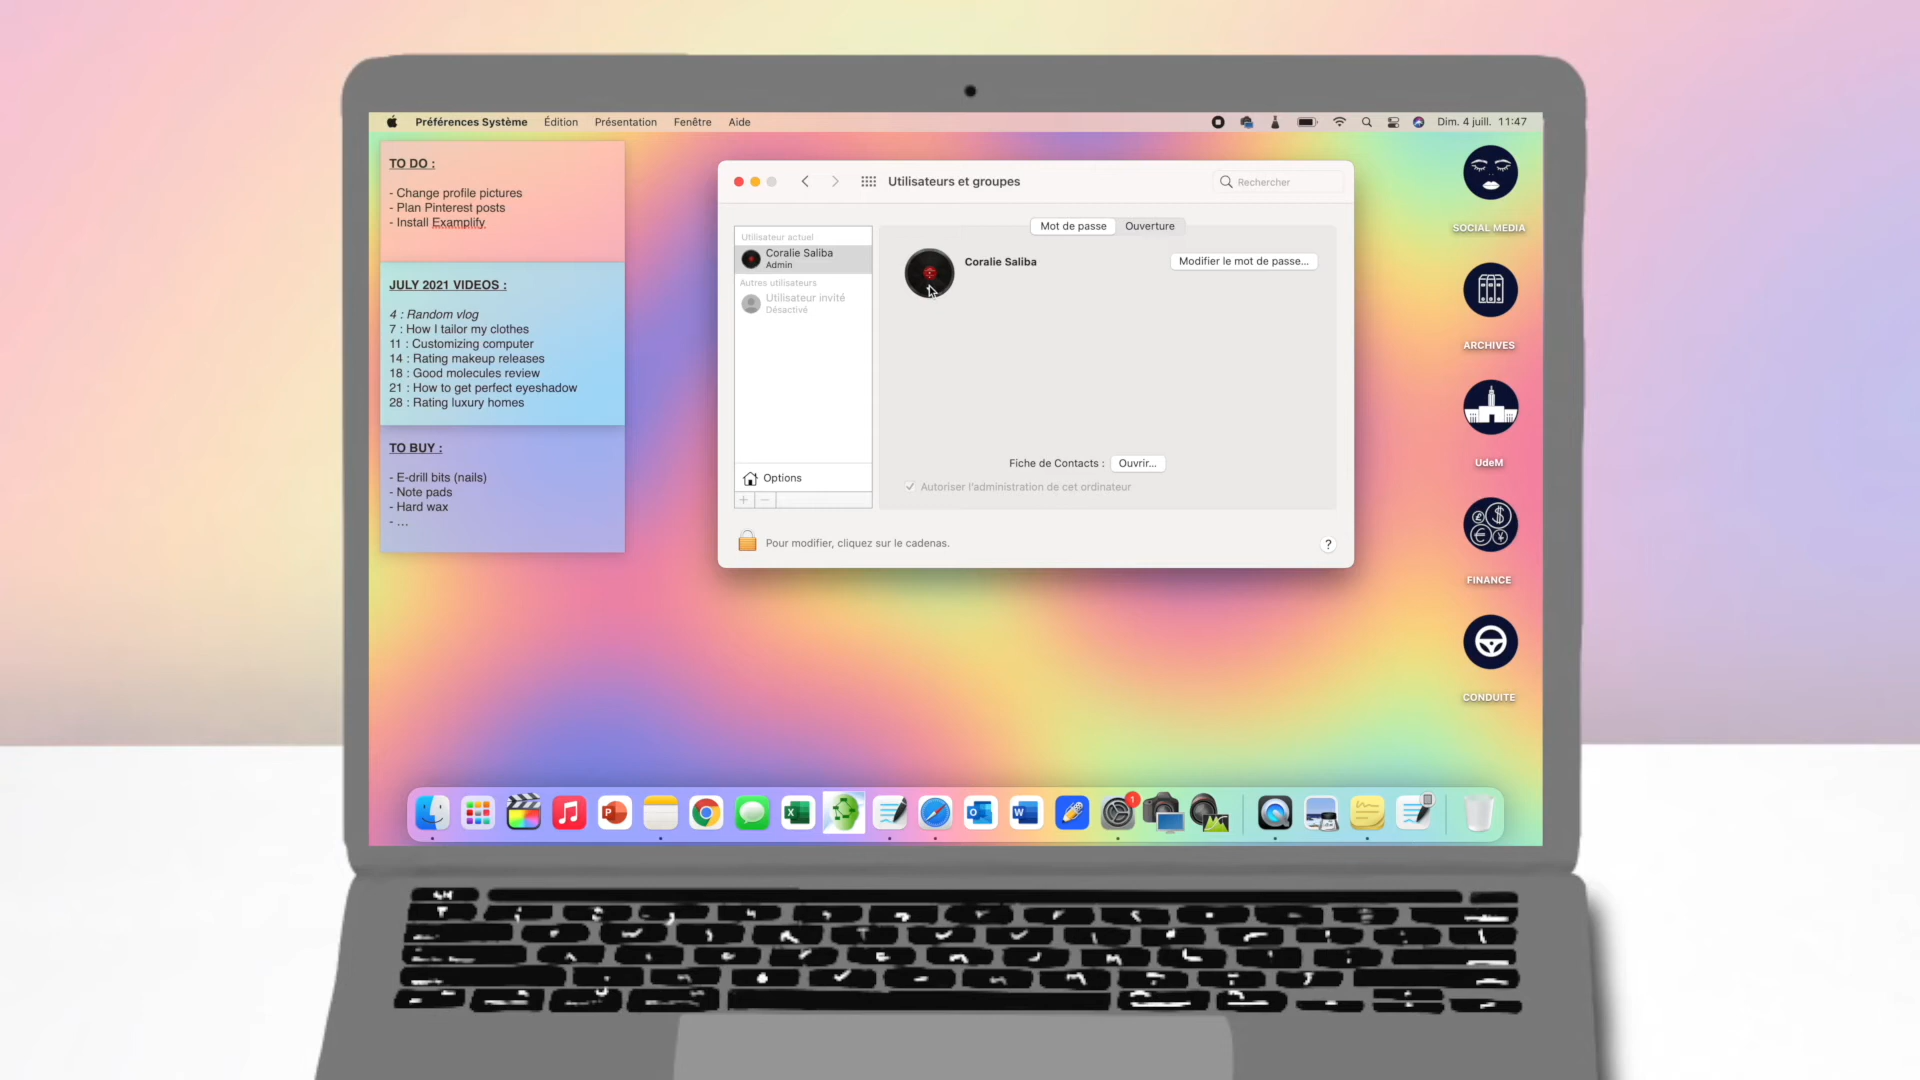 Préférences Système Édition Présentation Fenêtre Aide
Dim. 4 juill. 11:47
TO DO :
- Change profile pictures
- Plan Pinterest posts
- Install Examplify
JULY 2021 VIDEOS :
4 : Random vlog
7 : How I tailor my clothes
11 : Customizing computer
14 : Rating makeup releases
18 : Good molecules review
21 : How to get perfect eyeshadow
28 : Rating luxury homes
TO BUY :
- E-drill bits (nails)
- Note pads
- Hard wax
- ...
Utilisateurs et groupes
Rechercher
Mot de passe Ouverture
Utilisateur actuel
Coralie Saliba
Admin
Autres utilisateurs
Utilisateur invité
Désactivé
Options
+ −
Coralie Saliba
Modifier le mot de passe...
Fiche de Contacts : Ouvrir...
Autoriser l'administration de cet ordinateur
Pour modifier, cliquez sur le cadenas.
?
SOCIAL MEDIA
ARCHIVES
UdeM
FINANCE
CONDUITE
1